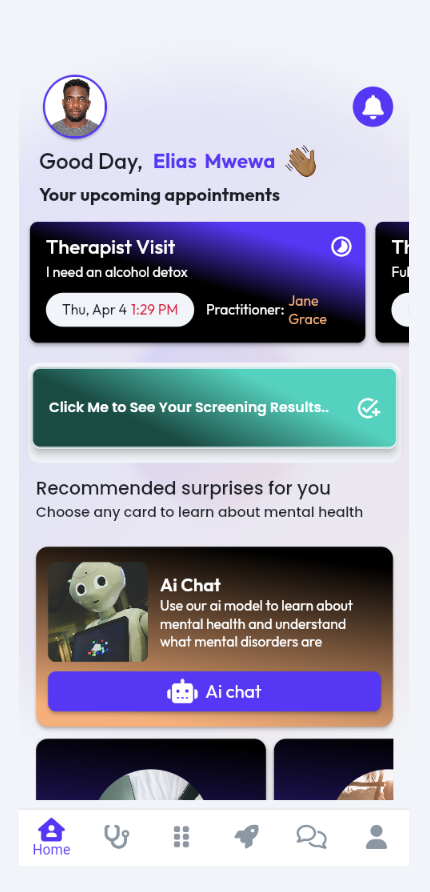 Good Day, Elias Mwewa
Your upcoming appointments
Therapist Visit
I need an alcohol detox
Thu, Apr 4 1:29 PM
Practitioner: Jane
Grace
Click Me to See Your Screening Results..
Recommended surprises for you
Choose any card to learn about mental health
Ai Chat
Use our ai model to learn about
mental health and understand
what mental disorders are
Ai chat
Home